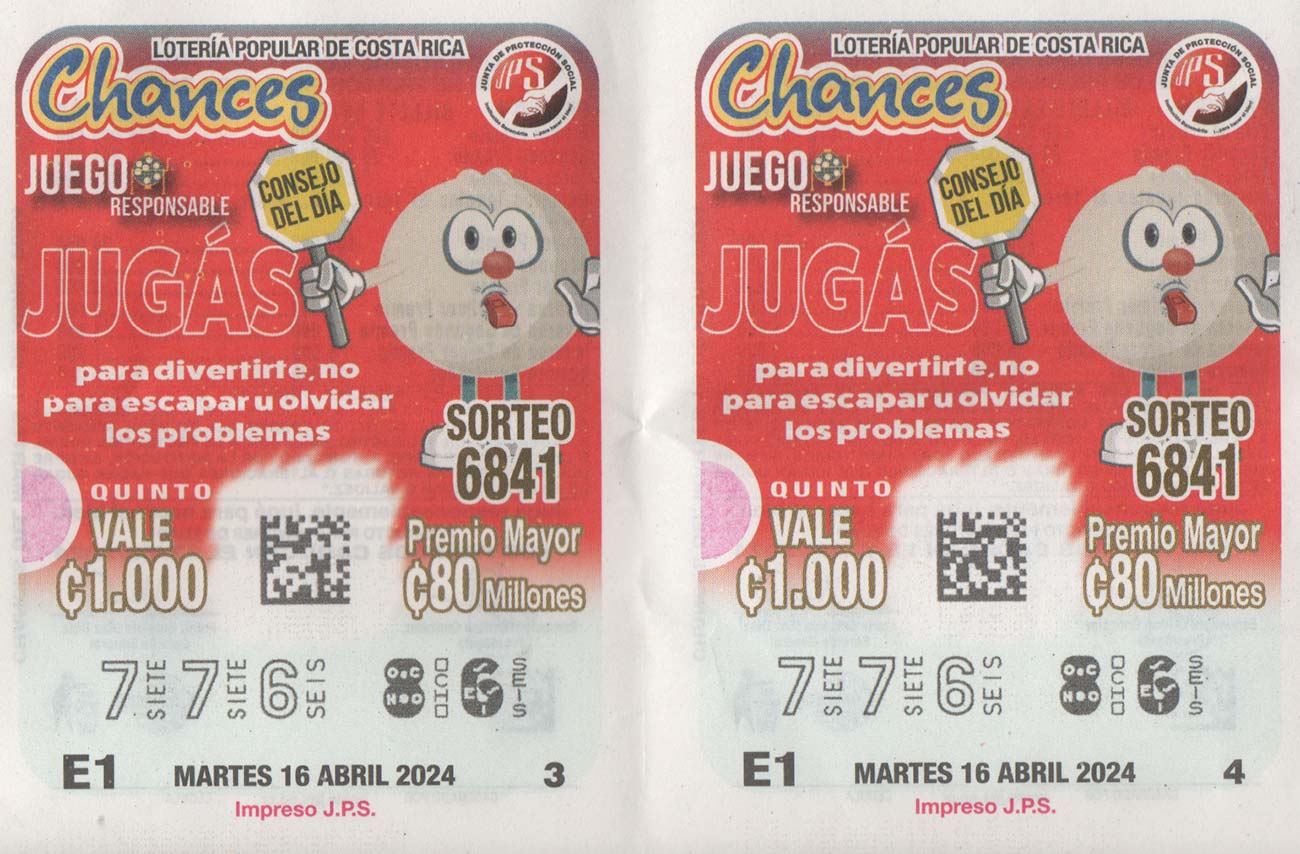 LOTERÍA POPULAR DE COSTA RICA
Chances
JUNTA DE PROTECCIÓN SOCIAL
JPS
JUEGO
RESPONSABLE
CONSEJO
DEL DÍA
JUGÁS
para divertirte, no
para escapar u olvidar
los problemas
SORTEO
6841
QUINTO
VALE
₡1.000
Premio Mayor
₡80 Millones
7 SIETE 7 SIETE 6 SEIS 8 OCHO 6 SEIS
E1 MARTES 16 ABRIL 2024 3
Impreso J.P.S.
LOTERÍA POPULAR DE COSTA RICA
Chances
JUNTA DE PROTECCIÓN SOCIAL
JPS
JUEGO
RESPONSABLE
CONSEJO
DEL DÍA
JUGÁS
para divertirte, no
para escapar u olvidar
los problemas
SORTEO
6841
QUINTO
VALE
₡1.000
Premio Mayor
₡80 Millones
7 SIETE 7 SIETE 6 SEIS 8 OCHO 6 SEIS
E1 MARTES 16 ABRIL 2024 4
Impreso J.P.S.